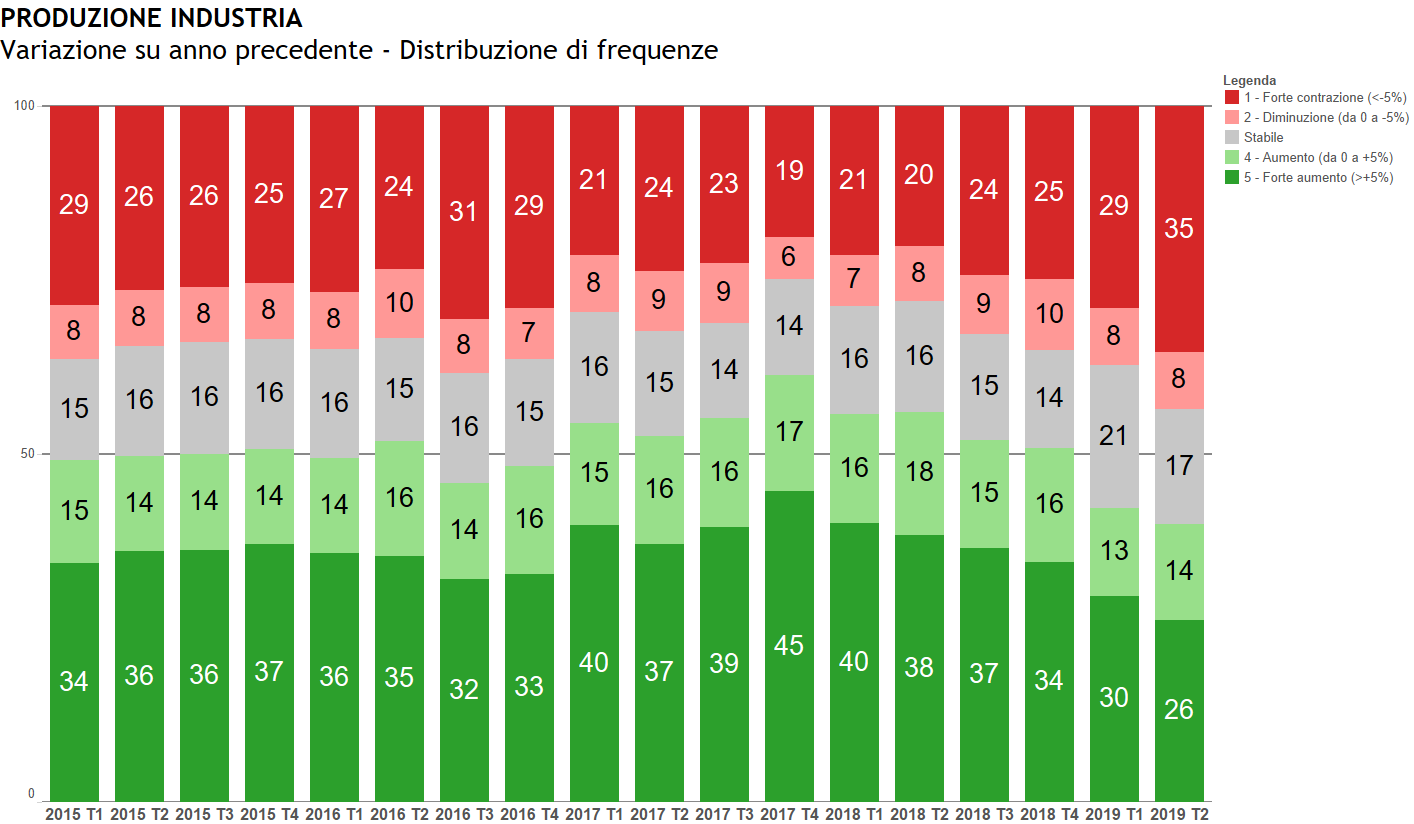 PRODUZIONE INDUSTRIA
Variazione su anno precedente - Distribuzione di frequenze
Legenda
1 - Forte contrazione (<-5%)
2 - Diminuzione (da 0 a -5%)
Stabile
4 - Aumento (da 0 a +5%)
5 - Forte aumento (>+5%)
100
50
0
29 26 26 25 27 24 31 29 21 24 23 19 21 20 24 25 29 35
8 8 8 8 8 10 8 7 8 9 9 6 7 8 9 10 8 8
15 16 16 16 16 15 16 15 16 15 14 14 16 16 15 14 21 17
15 14 14 14 14 16 14 16 15 16 16 17 16 18 15 16 13 14
34 36 36 37 36 35 32 33 40 37 39 45 40 38 37 34 30 26
2015 T1 2015 T2 2015 T3 2015 T4 2016 T1 2016 T2 2016 T3 2016 T4 2017 T1 2017 T2 2017 T3 2017 T4 2018 T1 2018 T2 2018 T3 2018 T4 2019 T1 2019 T2